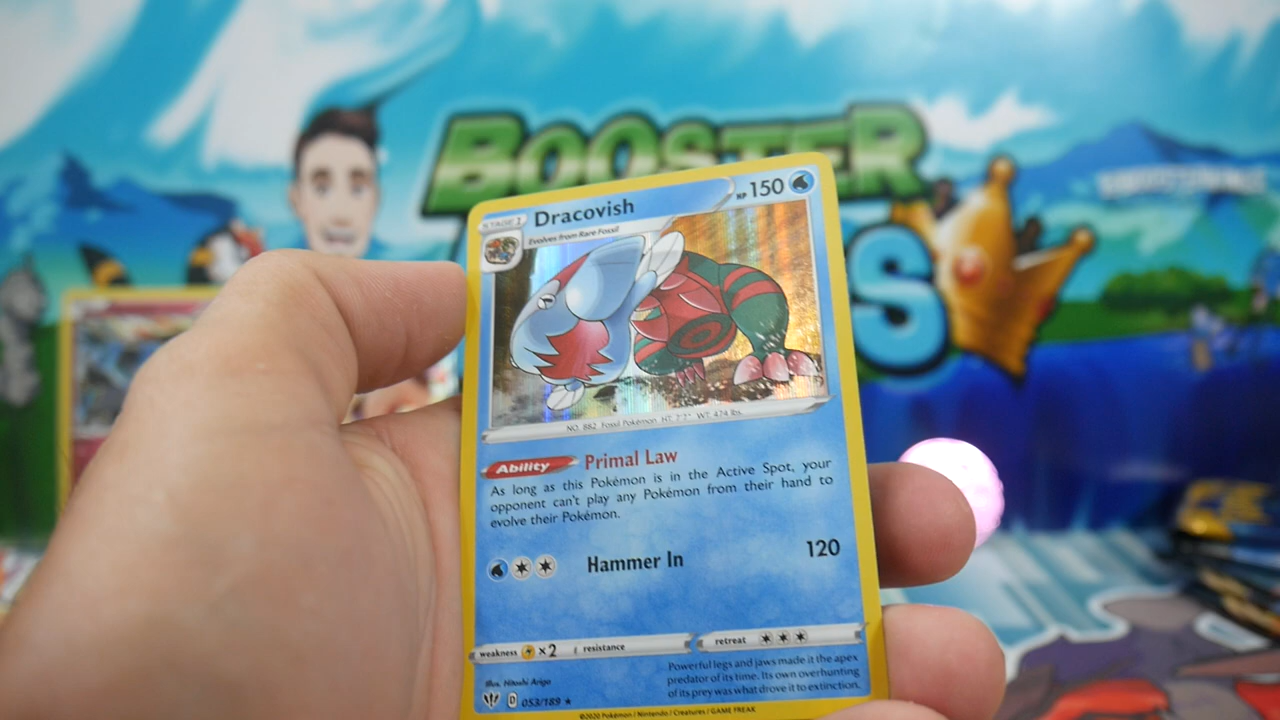 BOOSTER
S
STAGE 1
Dracovish
HP 150
Evolves from Rare Fossil
NO. 882 Fossil Pokémon HT: 7'7" WT: 474 lbs.
Ability Primal Law
As long as this Pokémon is in the Active Spot, your
opponent can't play any Pokémon from their hand to
evolve their Pokémon.
Hammer In 120
weakness ×2 resistance retreat
Powerful legs and jaws made it the apex
predator of its time. Its own overhunting
of its prey was what drove it to extinction.
Illus. Hitoshi Ariga
D 053/189 ★
©2020 Pokémon / Nintendo / Creatures / GAME FREAK